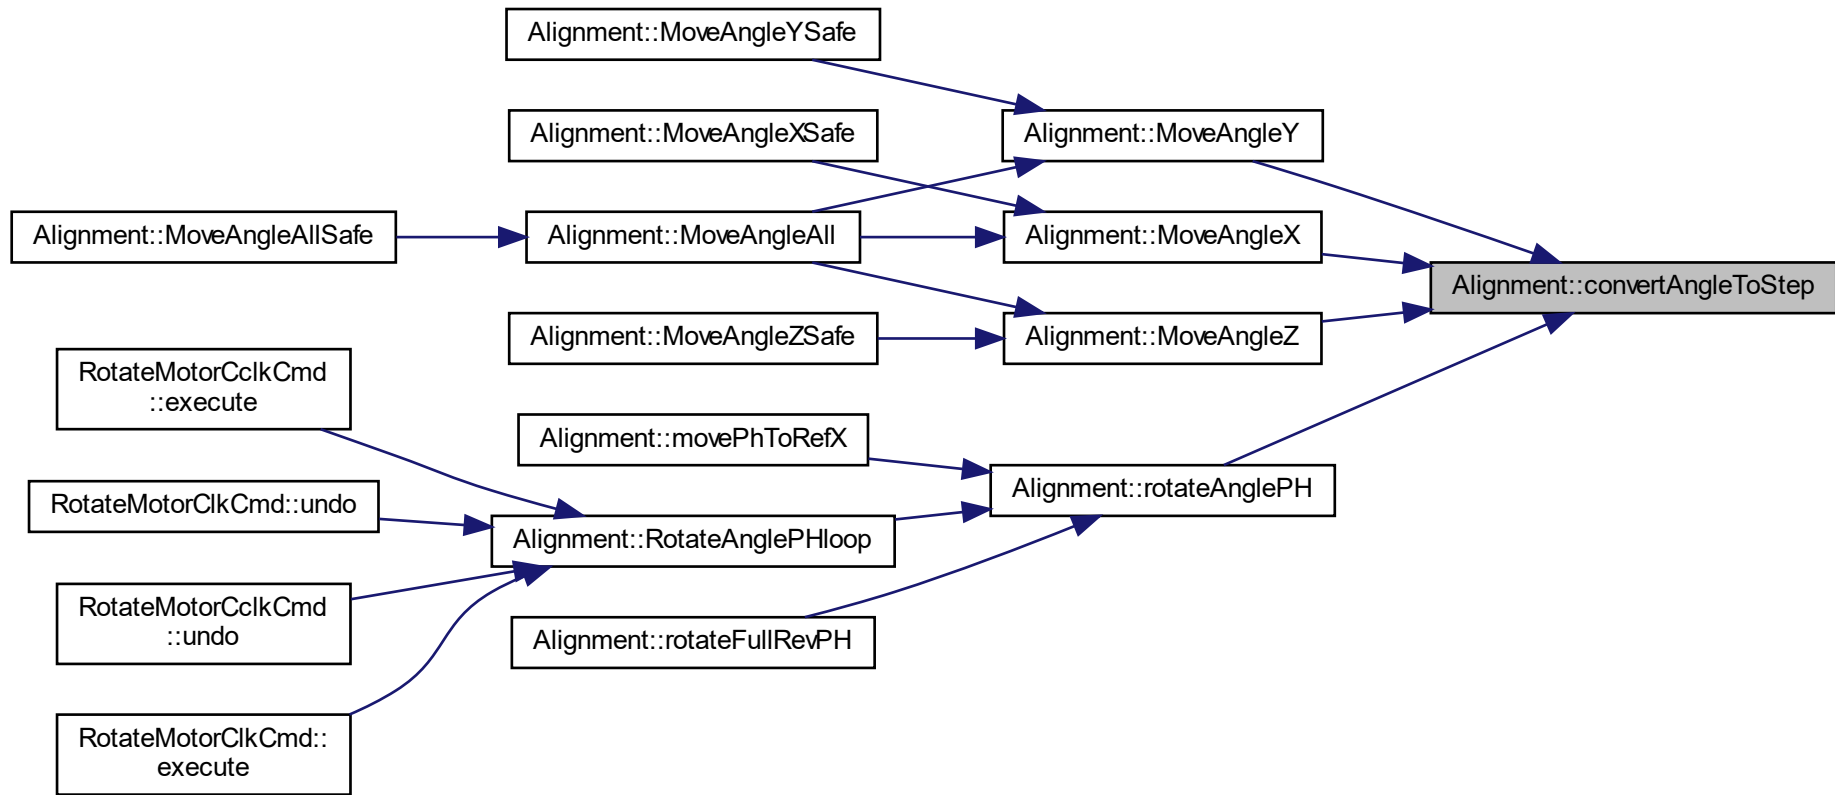 Alignment::MoveAngleYSafe
Alignment::MoveAngleXSafe
Alignment::MoveAngleY
Alignment::MoveAngleAllSafe
Alignment::MoveAngleAll
Alignment::MoveAngleX
Alignment::convertAngleToStep
Alignment::MoveAngleZSafe
Alignment::MoveAngleZ
RotateMotorCclkCmd
::execute
Alignment::movePhToRefX
RotateMotorClkCmd::undo
Alignment::rotateAnglePH
Alignment::RotateAnglePHloop
RotateMotorCclkCmd
::undo
Alignment::rotateFullRevPH
RotateMotorClkCmd::
execute